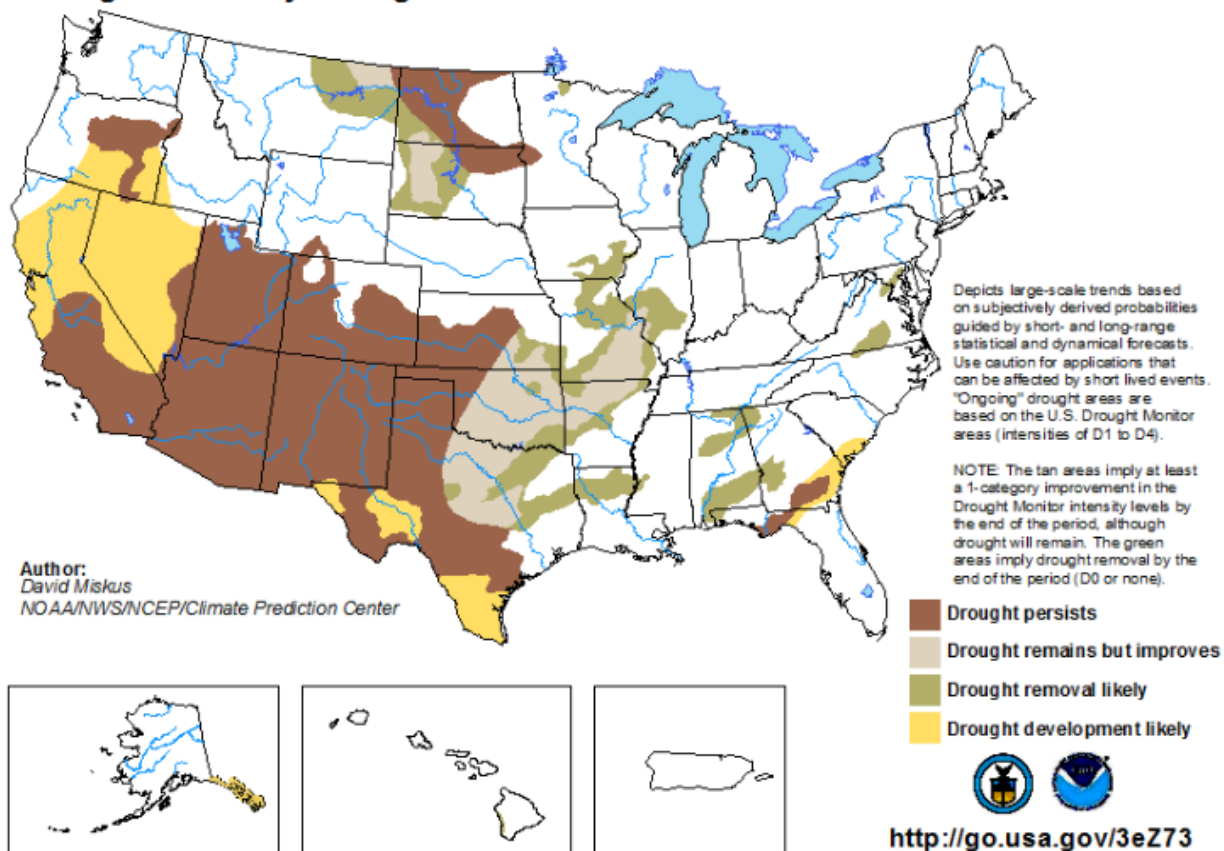 Depicts large-scale trends based
on subjectively derived probabilities
guided by short- and long-range
statistical and dynamical forecasts.
Use caution for applications that
can be affected by short lived events.
"Ongoing" drought areas are
based on the U.S. Drought Monitor
areas (intensities of D1 to D4).
NOTE: The tan areas imply at least
a 1-category improvement in the
Drought Monitor intensity levels by
the end of the period, although
drought will remain. The green
areas imply drought removal by the
end of the period (D0 or none).
Author:
David Miskus
NOAA/NWS/NCEP/Climate Prediction Center
Drought persists
Drought remains but improves
Drought removal likely
Drought development likely
http://go.usa.gov/3eZ73